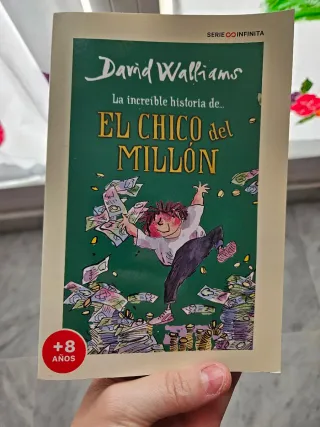 SERIE INFINITA
David Walliams
La increíble historia de...
EL CHICO del
MILLÓN
+8
AÑOS